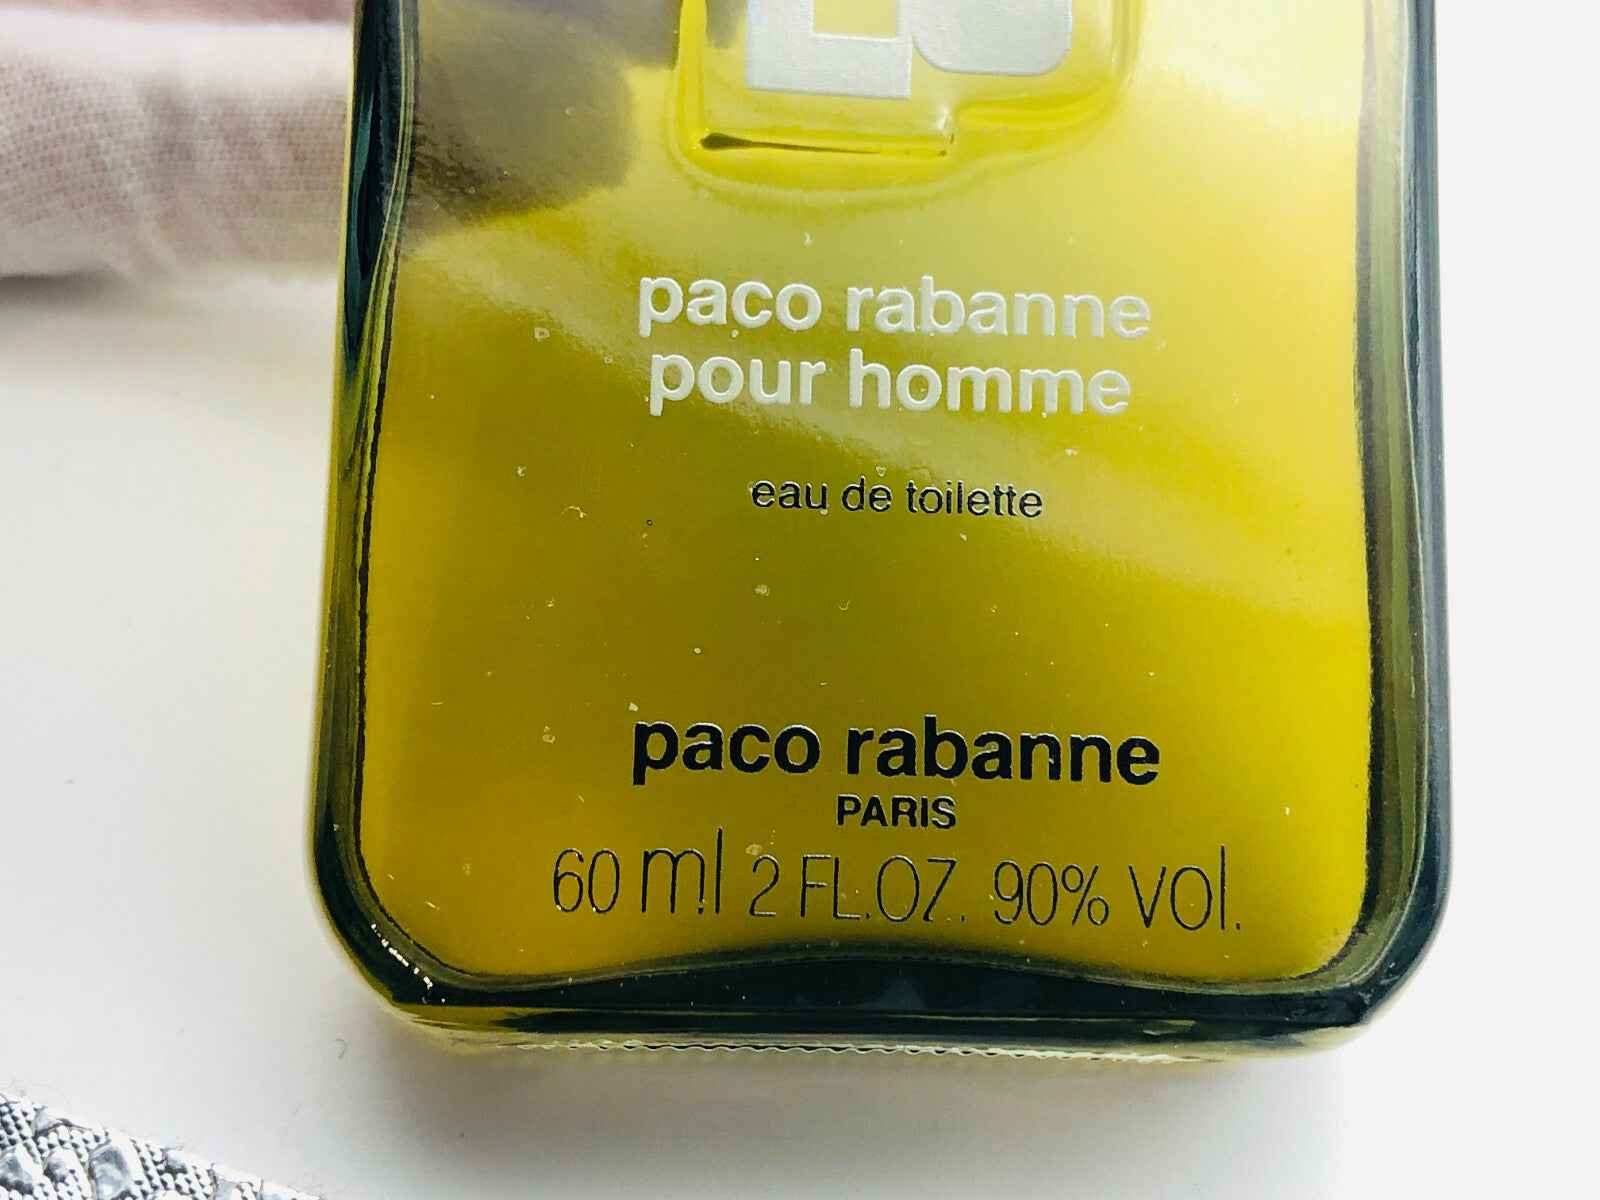 paco rabanne
pour homme
eau de toilette
paco rabanne
PARIS
60 ml 2 FL.OZ. 90% vol.